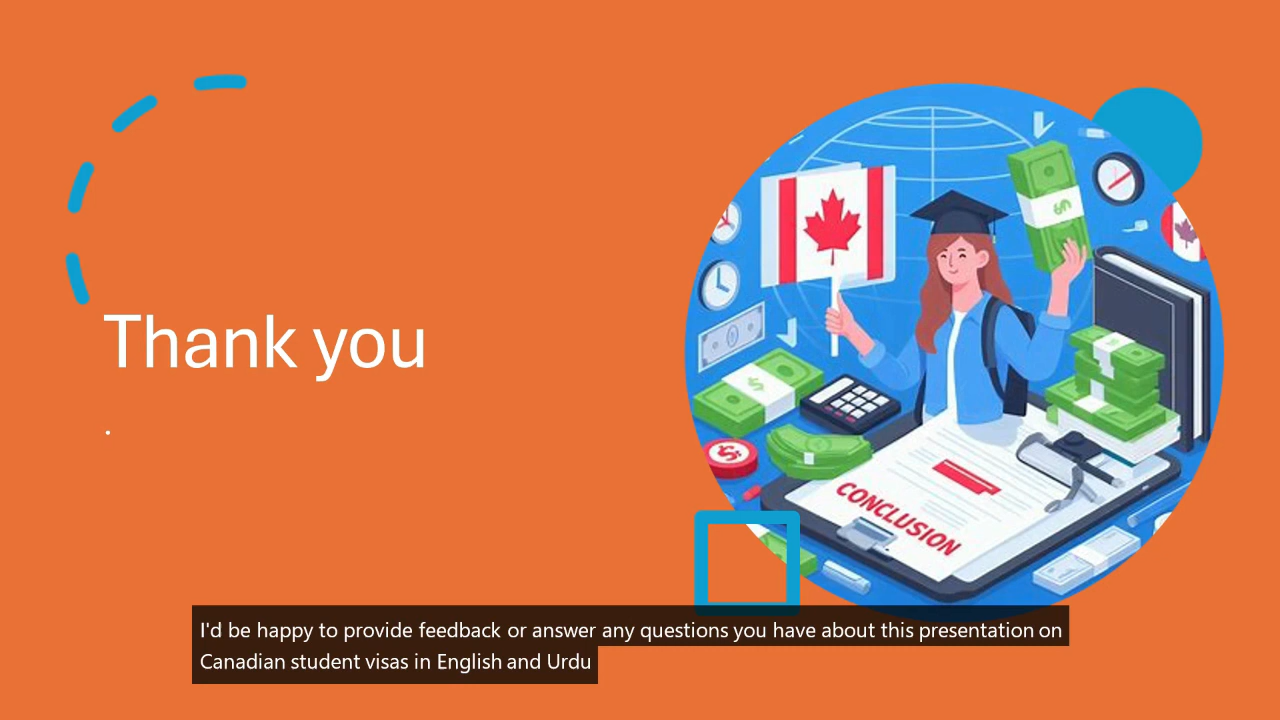 Thank you
.
CONCLUSION
I'd be happy to provide feedback or answer any questions you have about this presentation on
Canadian student visas in English and Urdu